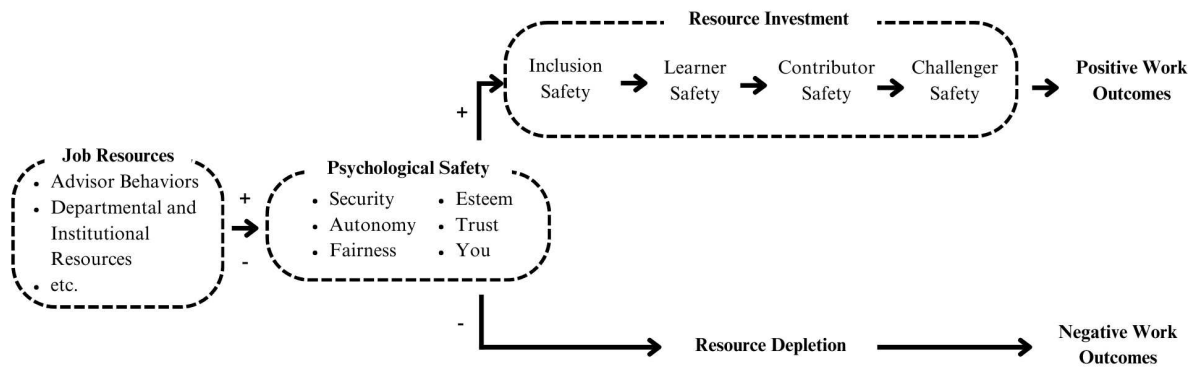 Resource Investment
Inclusion
Safety
Learner
Safety
Contributor
Safety
Challenger
Safety
Positive Work
Outcomes
+
Job Resources
• Advisor Behaviors
• Departmental and
Institutional
Resources
• etc.
+
-
Psychological Safety
• Security
• Autonomy
• Fairness
• Esteem
• Trust
• You
-
Resource Depletion
Negative Work
Outcomes